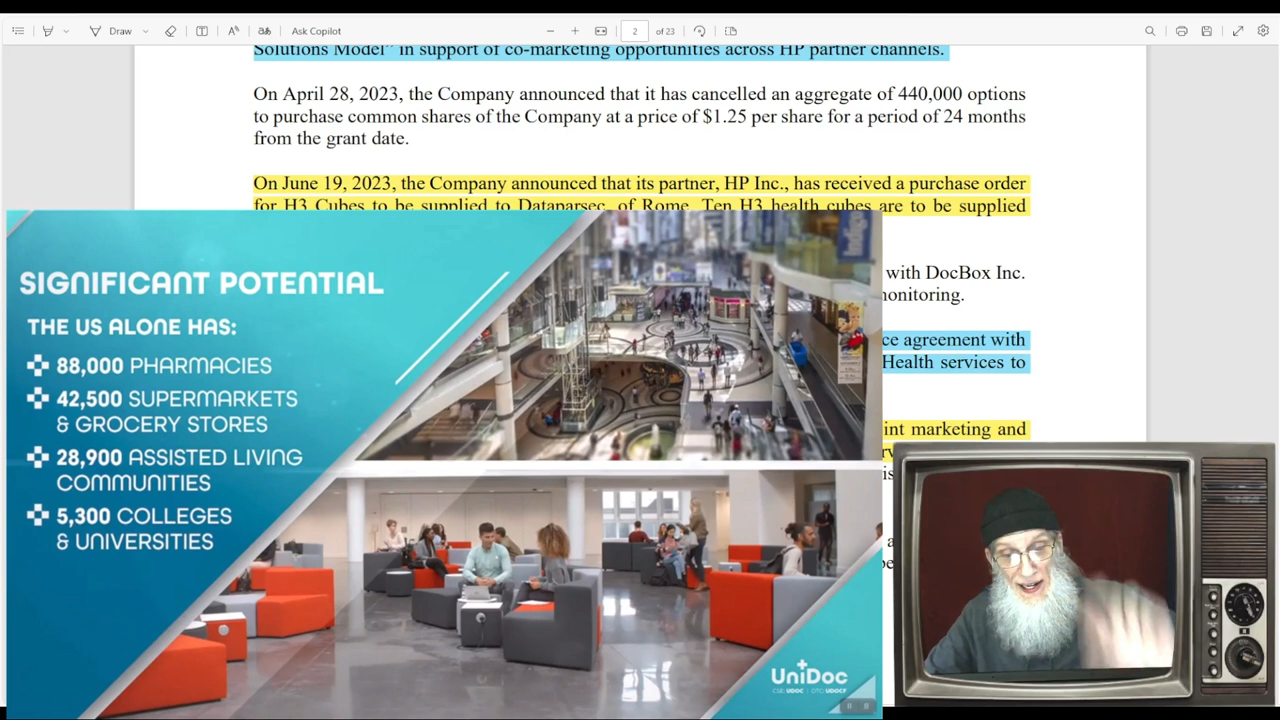 Draw
Ask Copilot
2 of 23
Solutions Model" in support of co-marketing opportunities across HP partner channels.
On April 28, 2023, the Company announced that it has cancelled an aggregate of 440,000 options
to purchase common shares of the Company at a price of $1.25 per share for a period of 24 months
from the grant date.
On June 19, 2023, the Company announced that its partner, HP Inc., has received a purchase order
for H3 Cubes to be supplied to Dataparsec, of Rome. Ten H3 health cubes are to be supplied
with DocBox Inc.
monitoring.
ce agreement with
Health services to
int marketing and
SIGNIFICANT POTENTIAL
THE US ALONE HAS:
88,000 PHARMACIES
42,500 SUPERMARKETS
& GROCERY STORES
28,900 ASSISTED LIVING
COMMUNITIES
5,300 COLLEGES
& UNIVERSITIES
UniDoc
CSE: UDOC | OTC: UDOCF